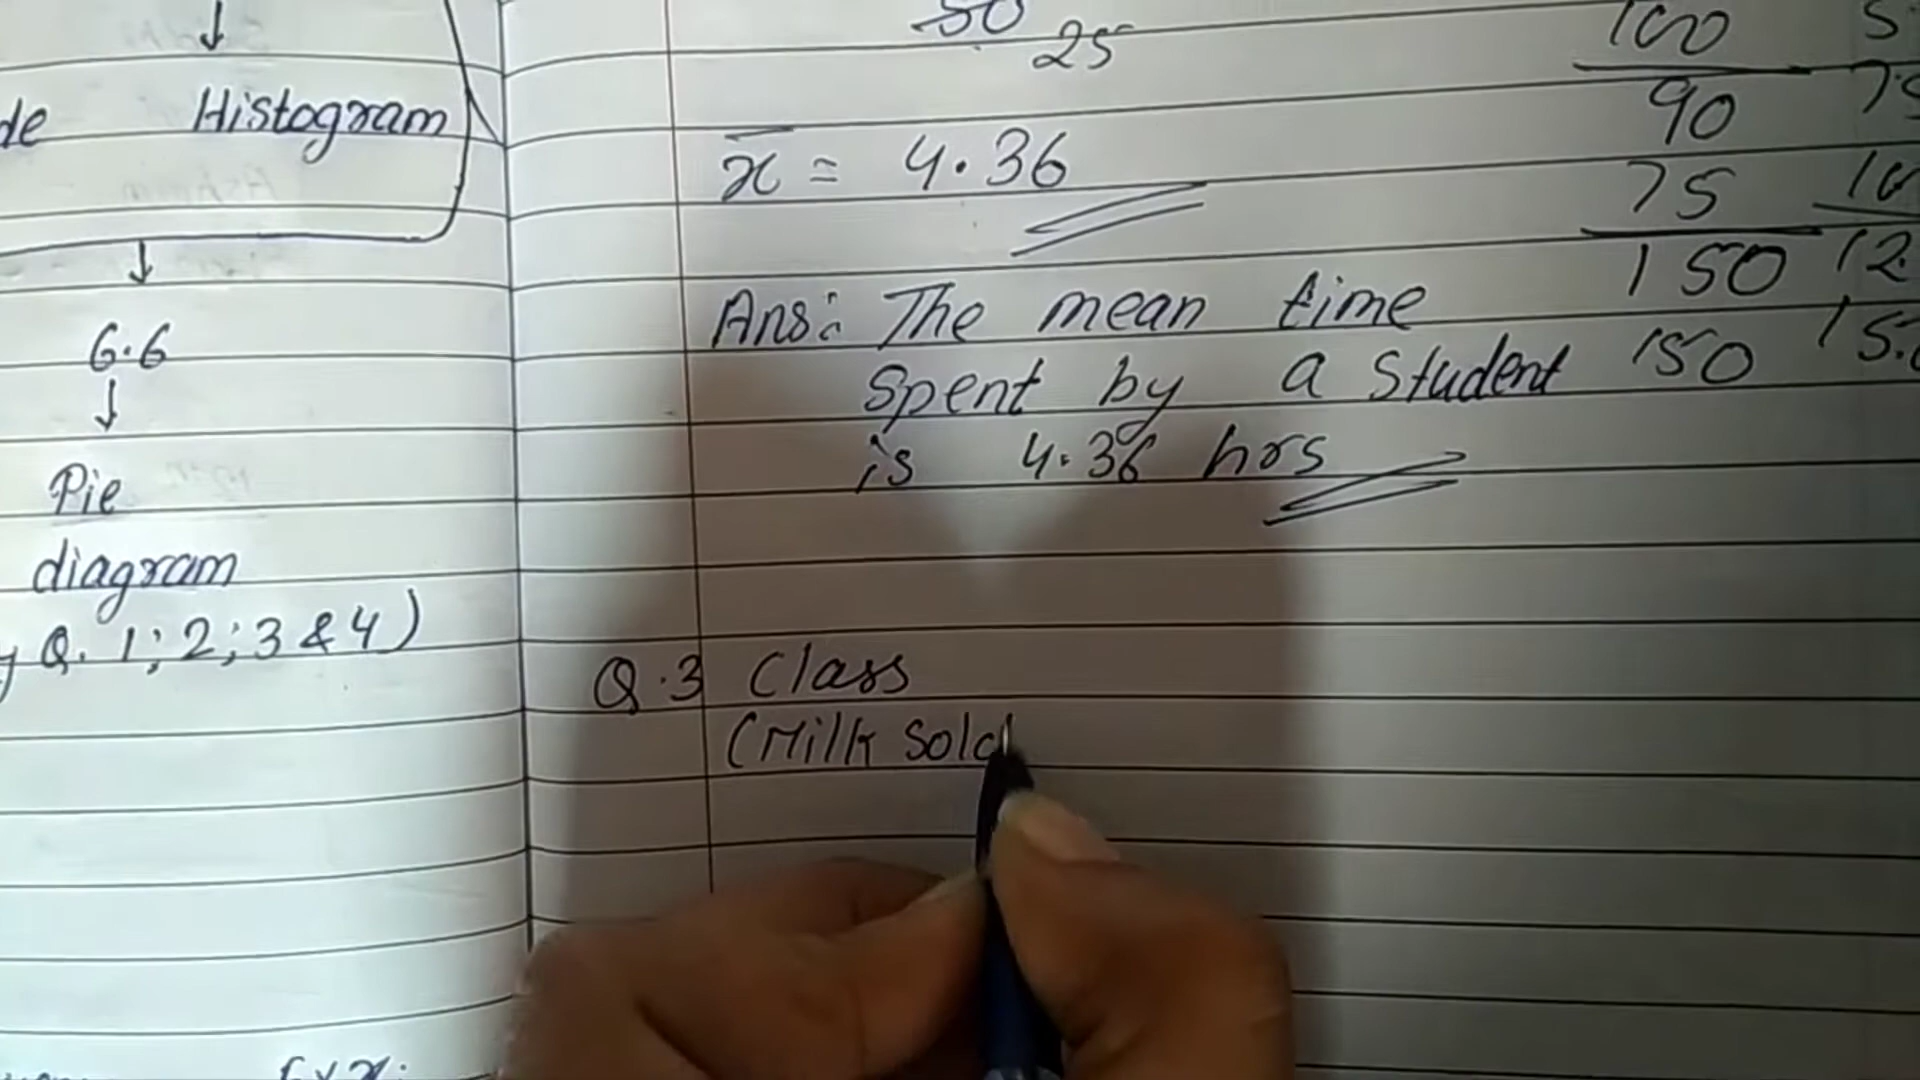 Histogram
6.6
Pie
diagram
Q. 1; 2; 3 & 4)
50
25
x̄ = 4.36
Ans: The mean time
spent by a student
is 4.36 hrs
Q.3 Class
(Milk Sold
100
90
75
150
150